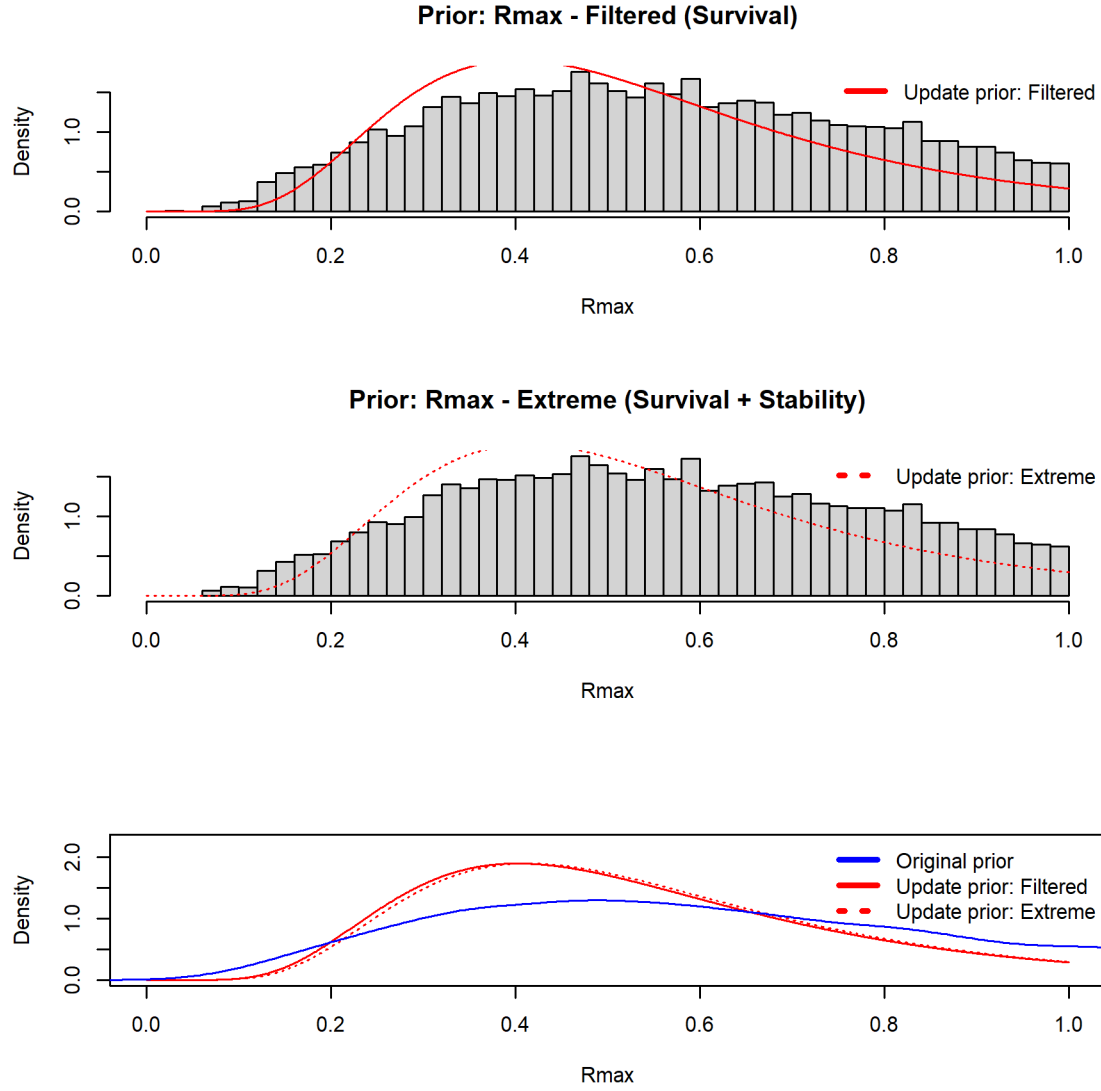 Prior: Rmax - Filtered (Survival)
Update prior: Filtered
Density
0.0 1.0
0.0 0.2 0.4 0.6 0.8 1.0
Rmax
Prior: Rmax - Extreme (Survival + Stability)
Update prior: Extreme
Density
0.0 1.0
0.0 0.2 0.4 0.6 0.8 1.0
Rmax
Original prior
Update prior: Filtered
Update prior: Extreme
Density
0.0 1.0 2.0
0.0 0.2 0.4 0.6 0.8 1.0
Rmax